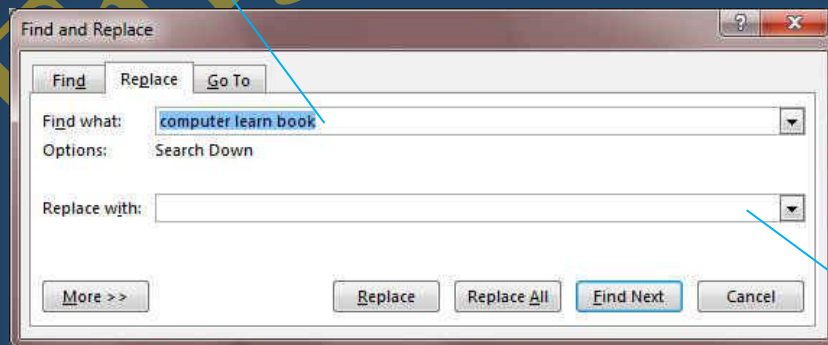 Find and Replace
Find Replace Go To
Find what: computer learn book
Options: Search Down
Replace with:
More >> Replace Replace All Find Next Cancel